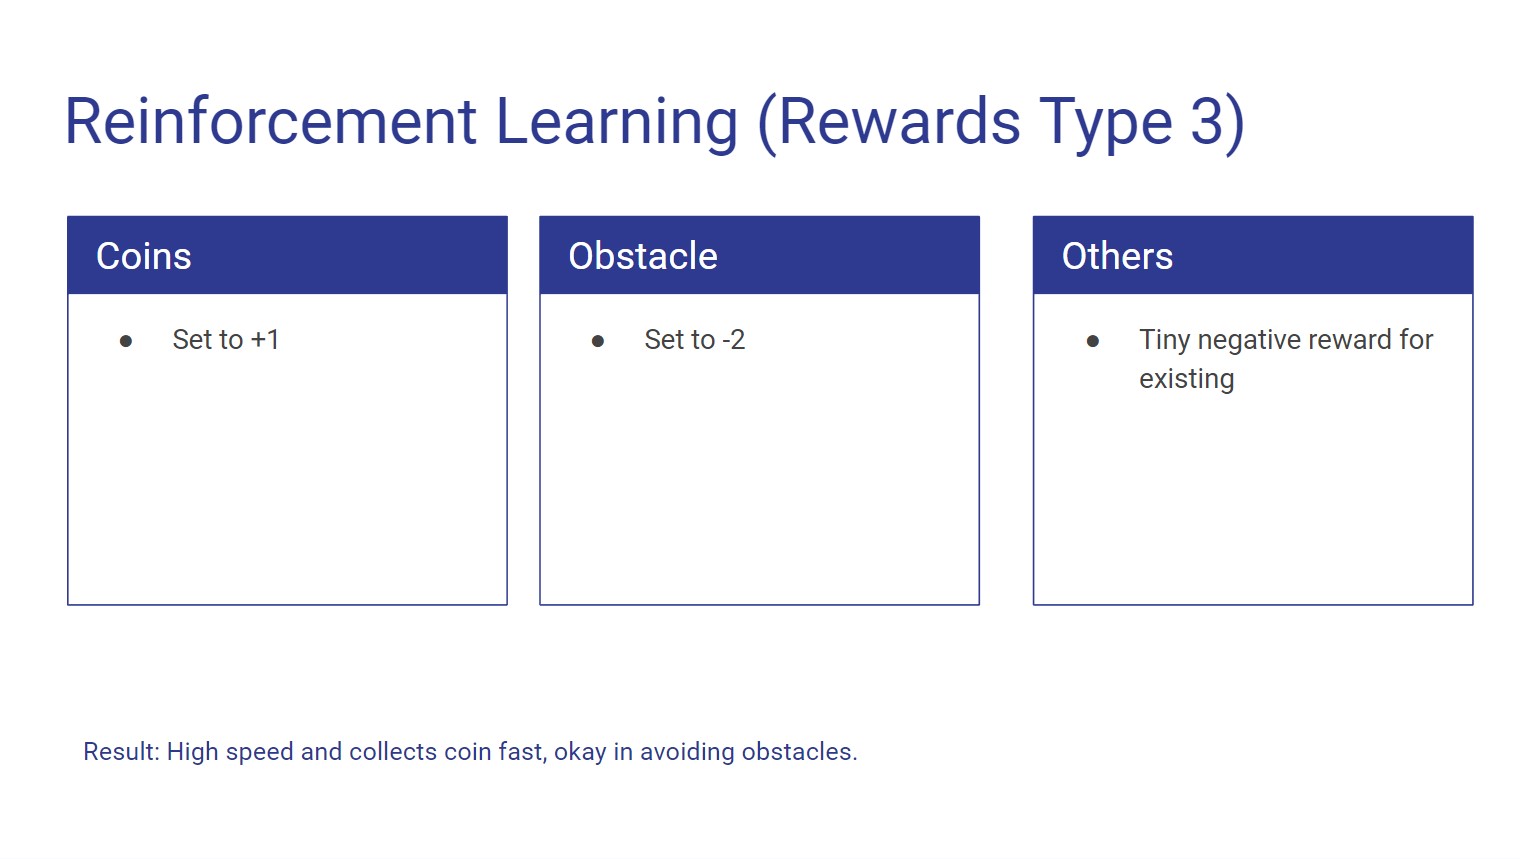 Reinforcement Learning (Rewards Type 3)
Coins
● Set to +1
Obstacle
● Set to -2
Others
● Tiny negative reward for
existing
Result: High speed and collects coin fast, okay in avoiding obstacles.